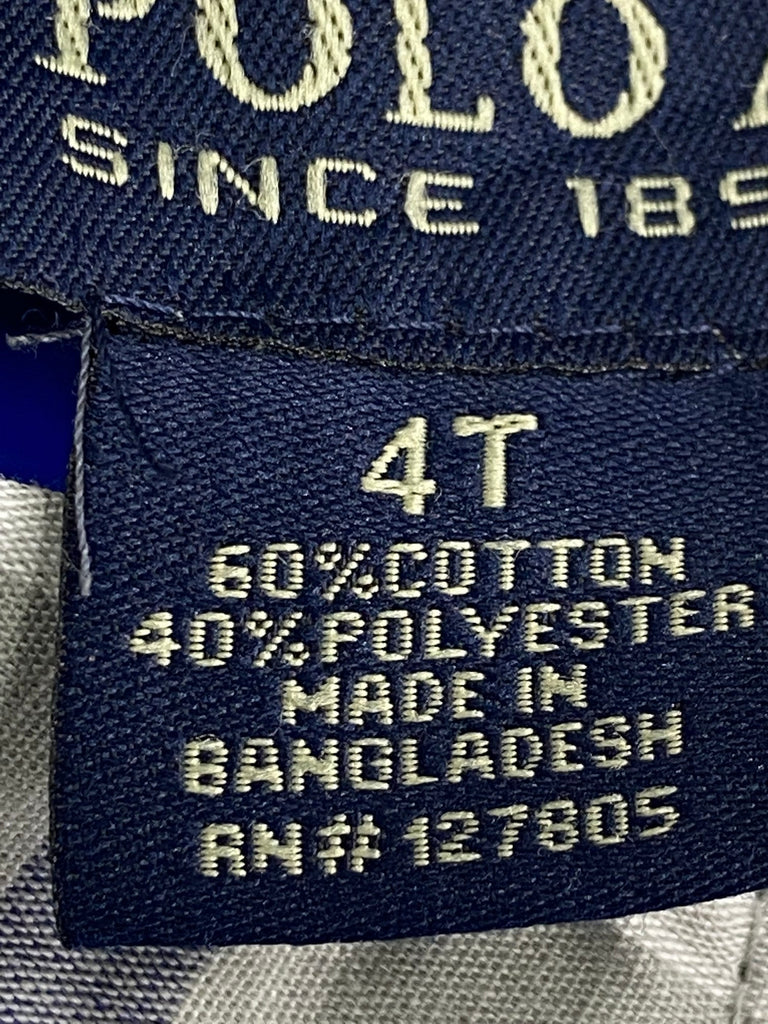 POLO
SINCE 18
4T
60%COTTON
40%POLYESTER
MADE IN
BANGLADESH
RN# 127805